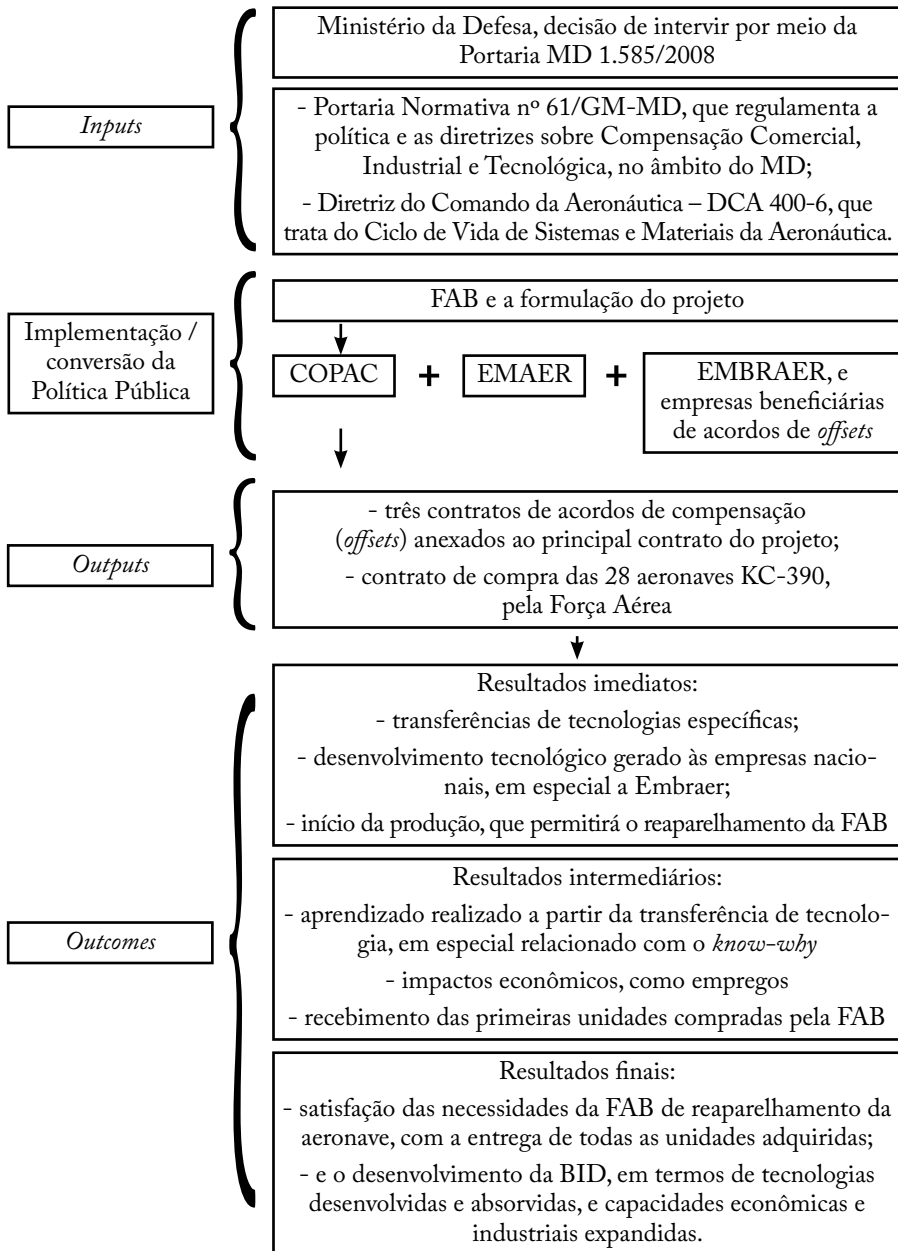 Ministério da Defesa, decisão de intervir por meio da
Portaria MD 1.585/2008
Inputs
- Portaria Normativa nº 61/GM-MD, que regulamenta a
política e as diretrizes sobre Compensação Comercial,
Industrial e Tecnológica, no âmbito do MD;
- Diretriz do Comando da Aeronáutica – DCA 400-6, que
trata do Ciclo de Vida de Sistemas e Materiais da Aeronáutica.
Implementação /
conversão da
Política Pública
FAB e a formulação do projeto
COPAC + EMAER +
EMBRAER, e
empresas beneficiárias
de acordos de offsets
Outputs
- três contratos de acordos de compensação
(offsets) anexados ao principal contrato do projeto;
- contrato de compra das 28 aeronaves KC-390,
pela Força Aérea
Outcomes
Resultados imediatos:
- transferências de tecnologias específicas;
- desenvolvimento tecnológico gerado às empresas nacio-
nais, em especial a Embraer;
- início da produção, que permitirá o reaparelhamento da FAB
Resultados intermediários:
- aprendizado realizado a partir da transferência de tecnolo-
gia, em especial relacionado com o know-why
- impactos econômicos, como empregos
- recebimento das primeiras unidades compradas pela FAB
Resultados finais:
- satisfação das necessidades da FAB de reaparelhamento da
aeronave, com a entrega de todas as unidades adquiridas;
- e o desenvolvimento da BID, em termos de tecnologias
desenvolvidas e absorvidas, e capacidades econômicas e
industriais expandidas.